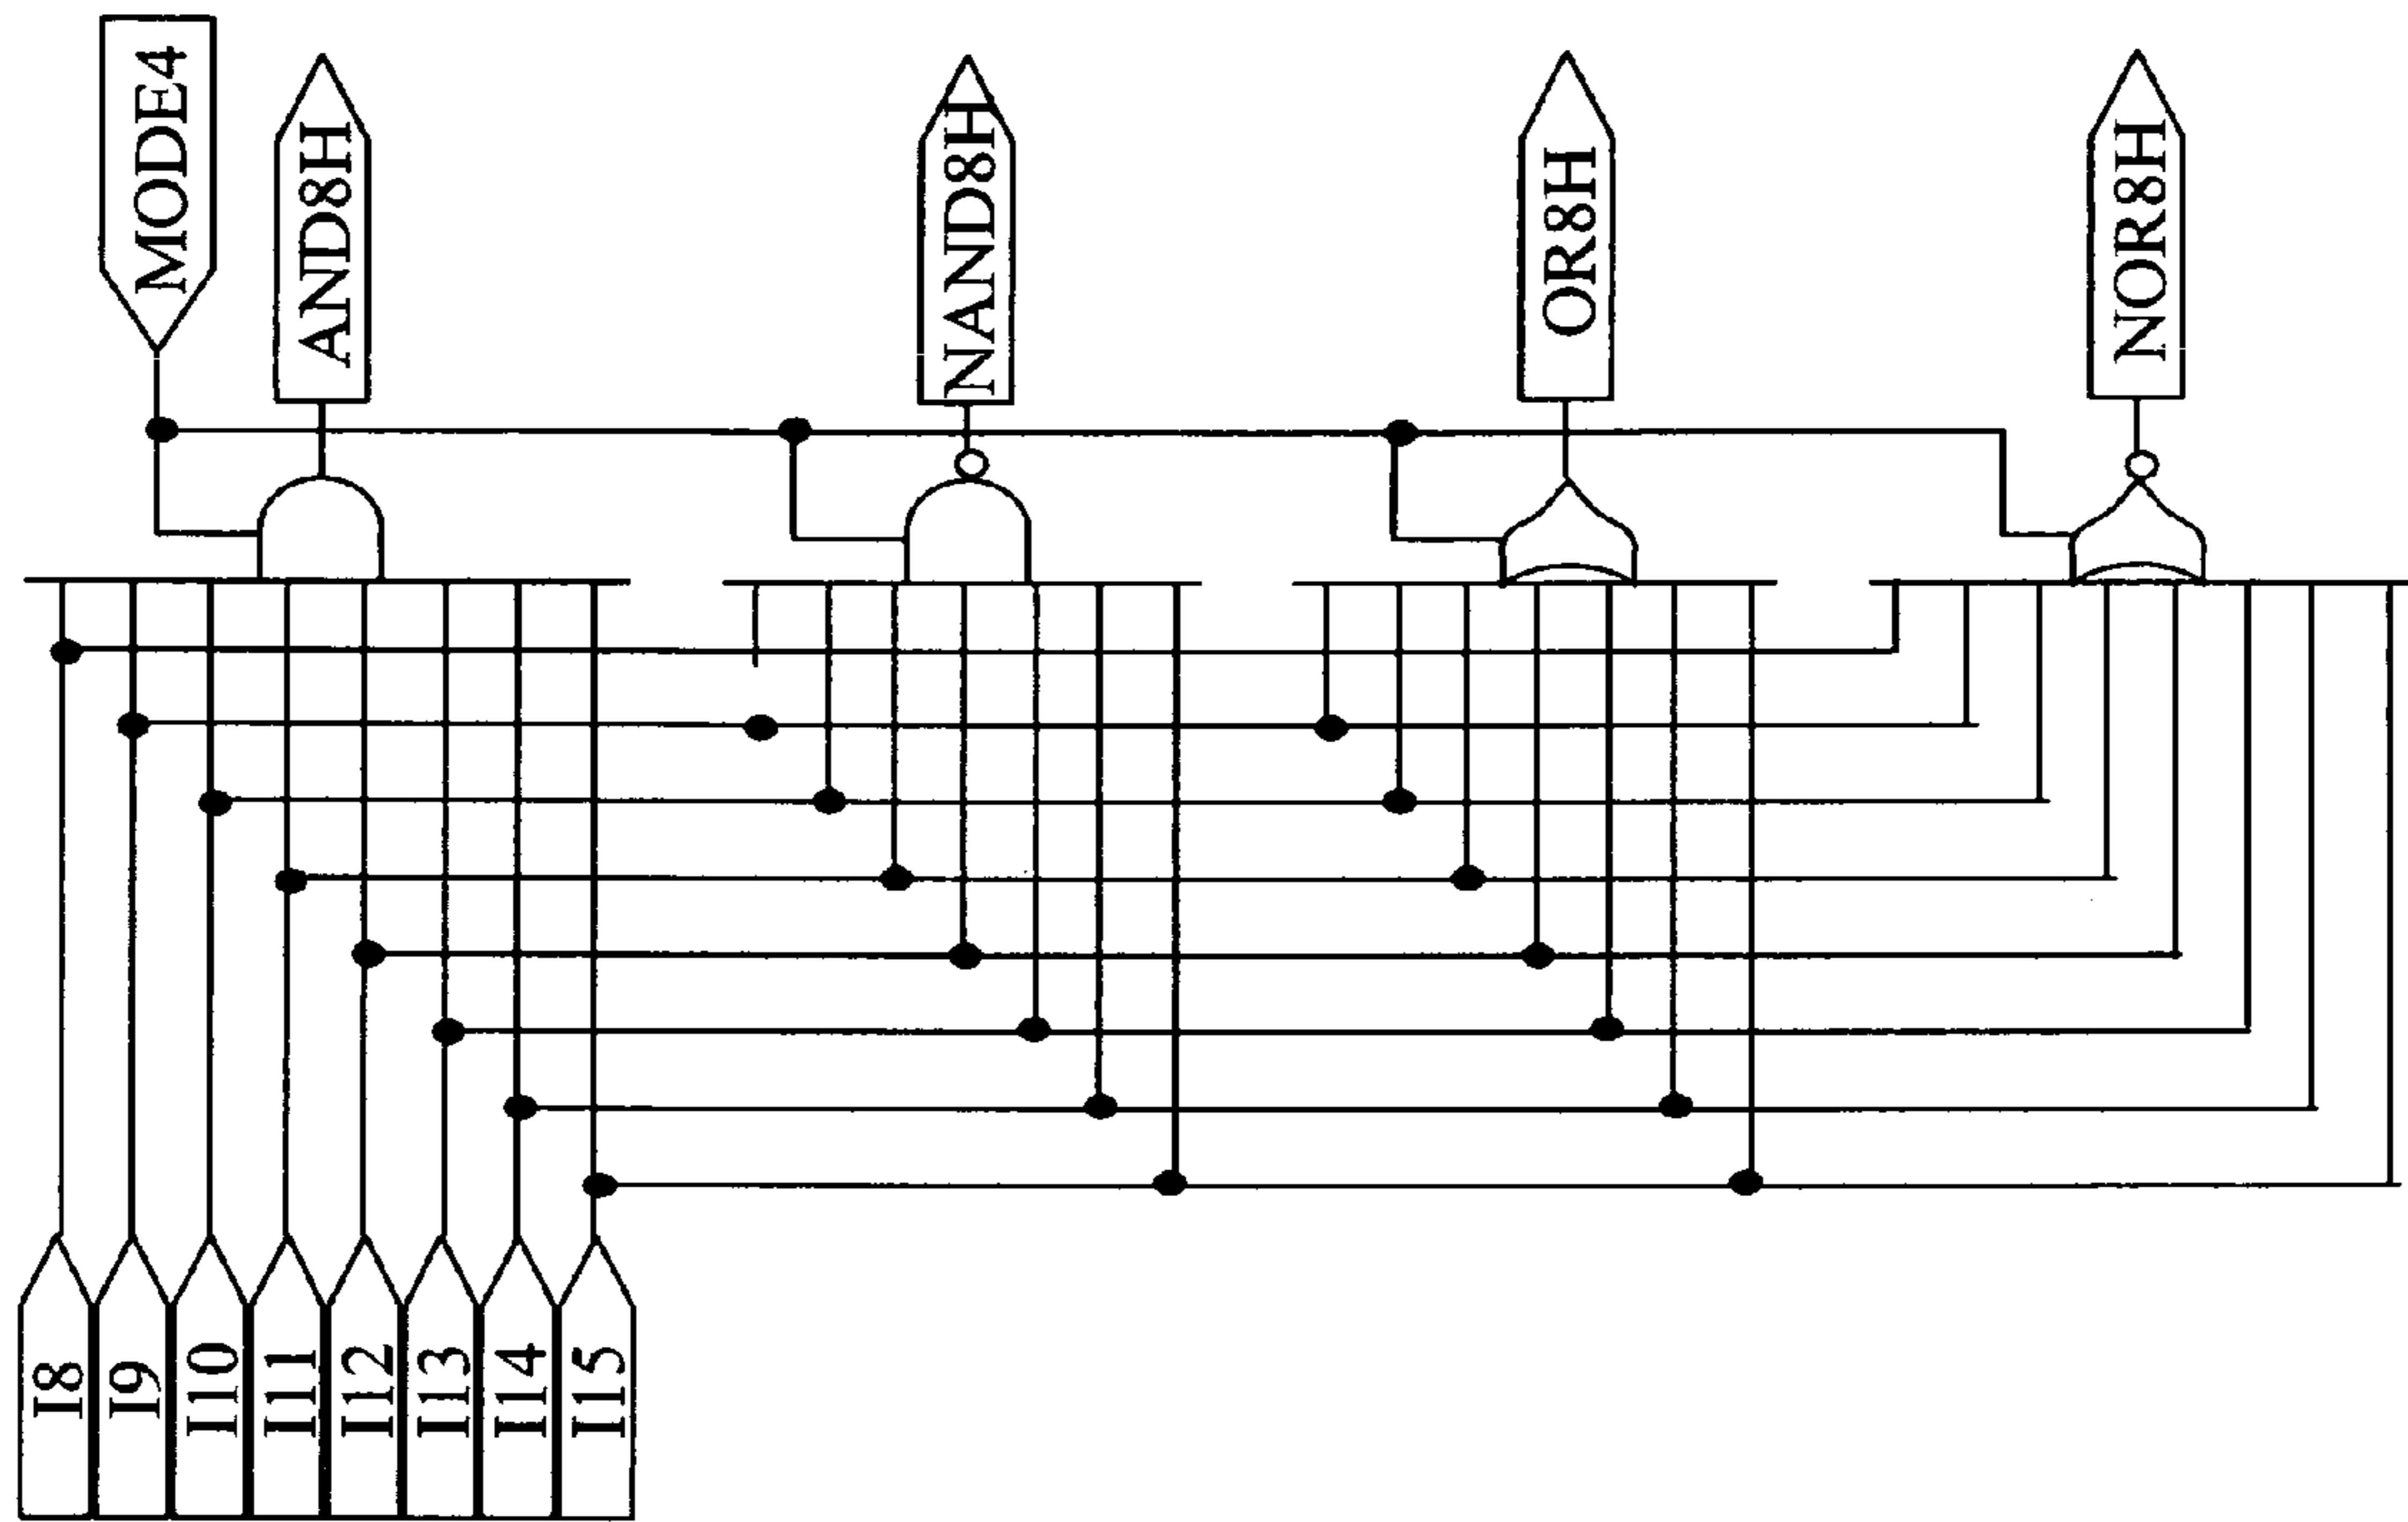 MODE4
AND8H
NAND8H
OR8H
NOR8H
I8
I9
I10
I11
I12
I13
I14
I15